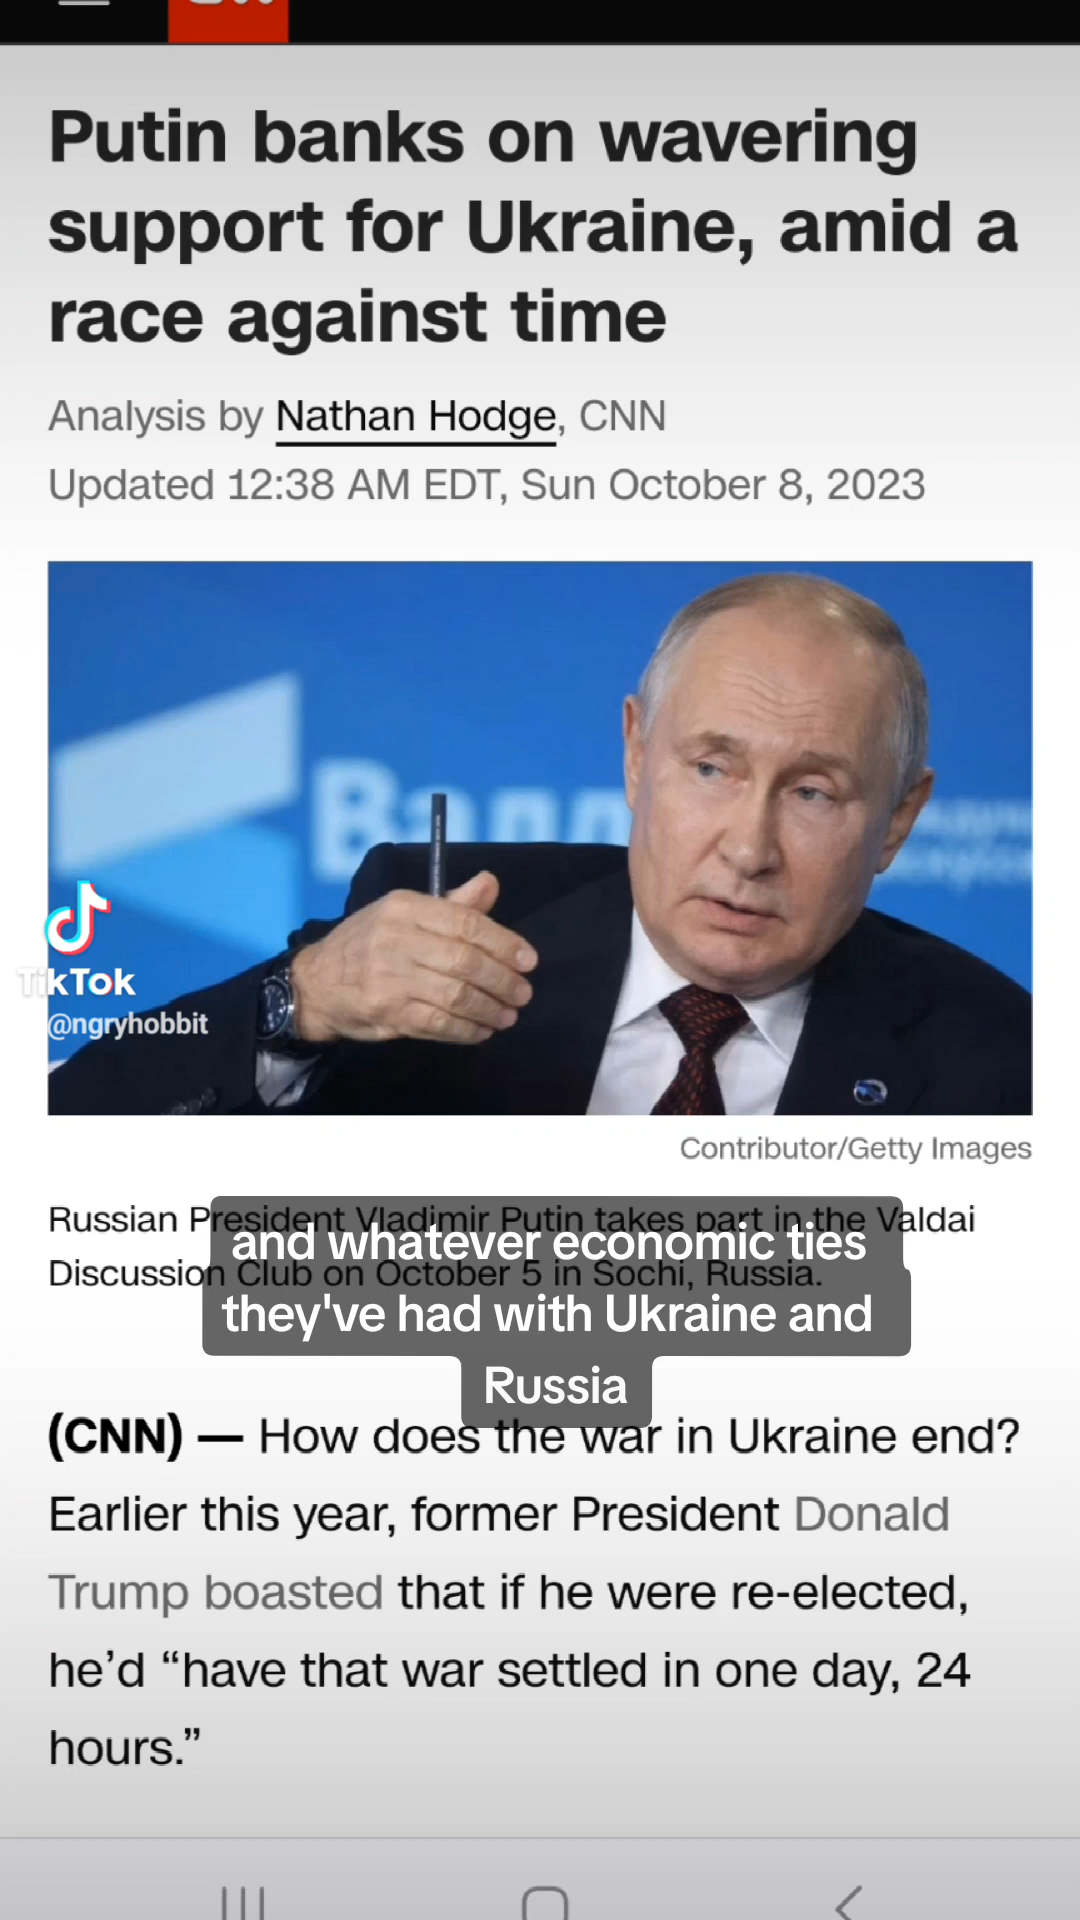 Putin banks on wavering
support for Ukraine, amid a
race against time
Analysis by Nathan Hodge, CNN
Updated 12:38 AM EDT, Sun October 8, 2023
TikTok
@ngryhobbit
Contributor/Getty Images
Russian President Vladimir Putin takes part in the Valdai
Discussion Club on October 5 in Sochi, Russia.
and whatever economic ties
they've had with Ukraine and
Russia
(CNN) — How does the war in Ukraine end?
Earlier this year, former President Donald
Trump boasted that if he were re-elected,
he’d “have that war settled in one day, 24
hours.”